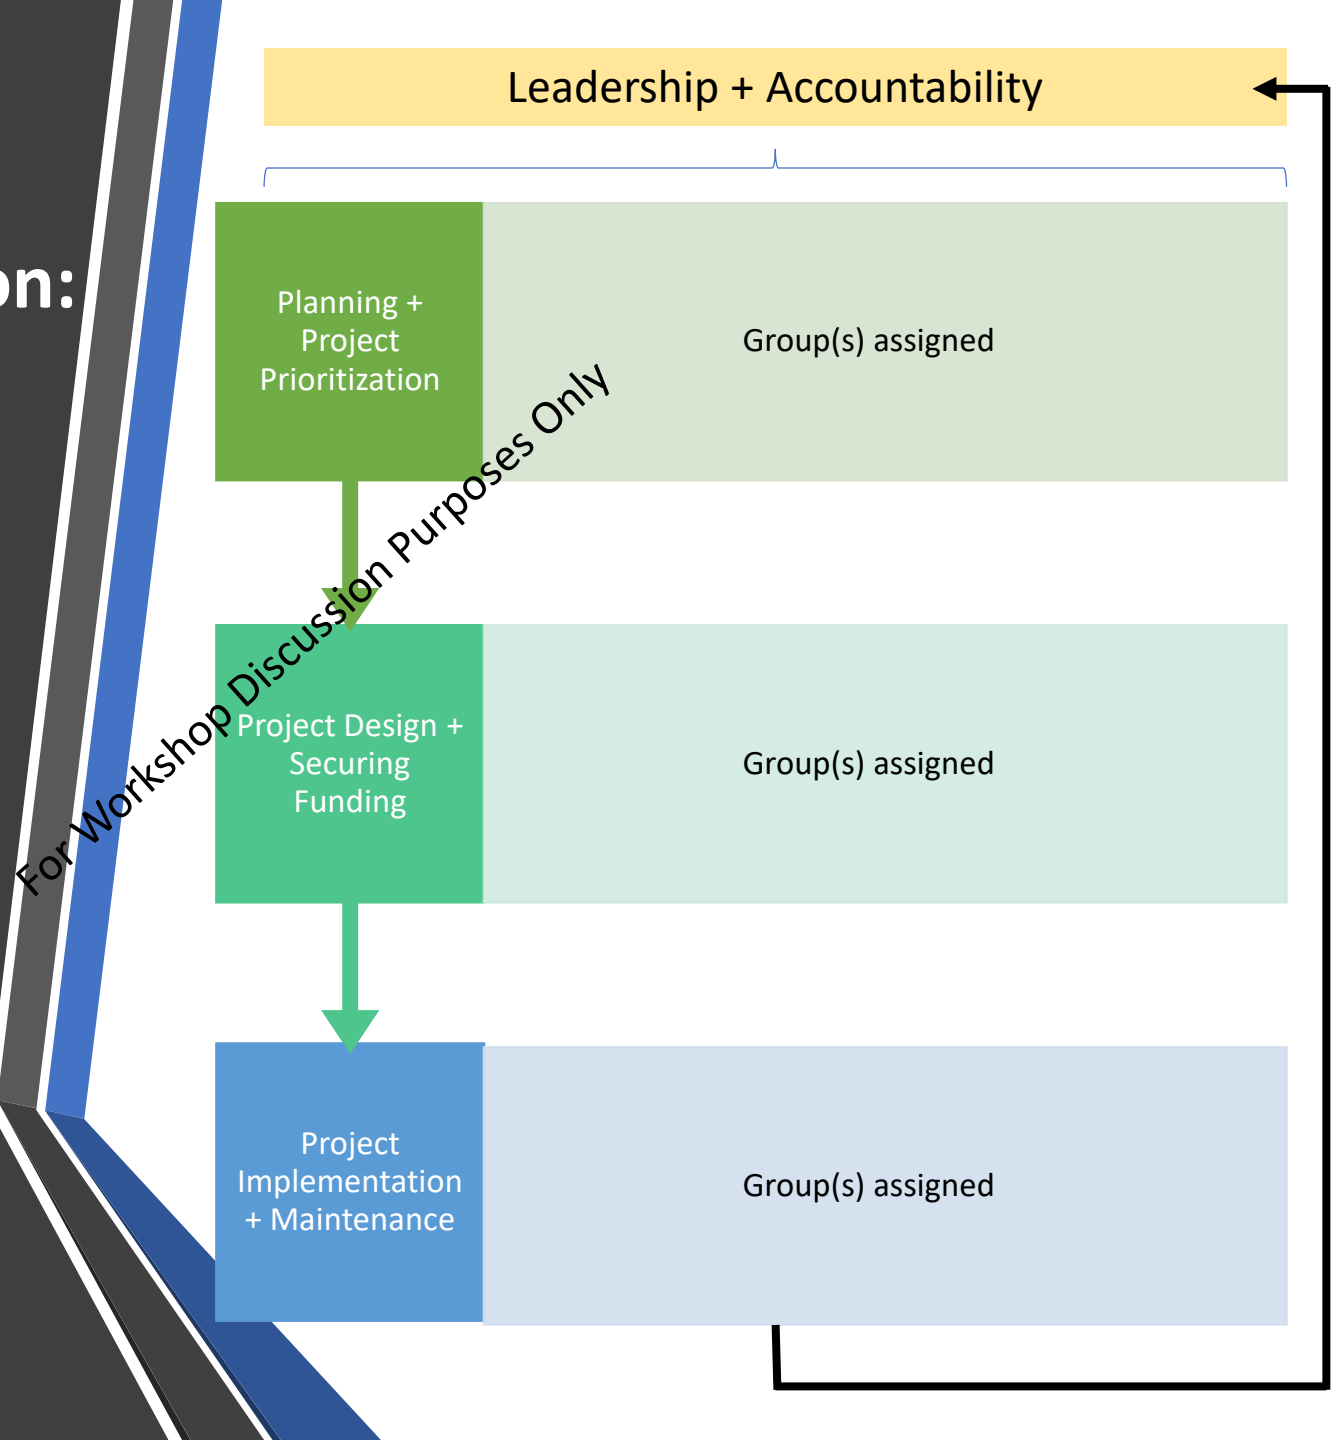 Leadership + Accountability
on:
Planning +
Project
Prioritization
Group(s) assigned
For Workshop Discussion Purposes Only
Project Design +
Securing
Funding
Group(s) assigned
Project
Implementation
+ Maintenance
Group(s) assigned